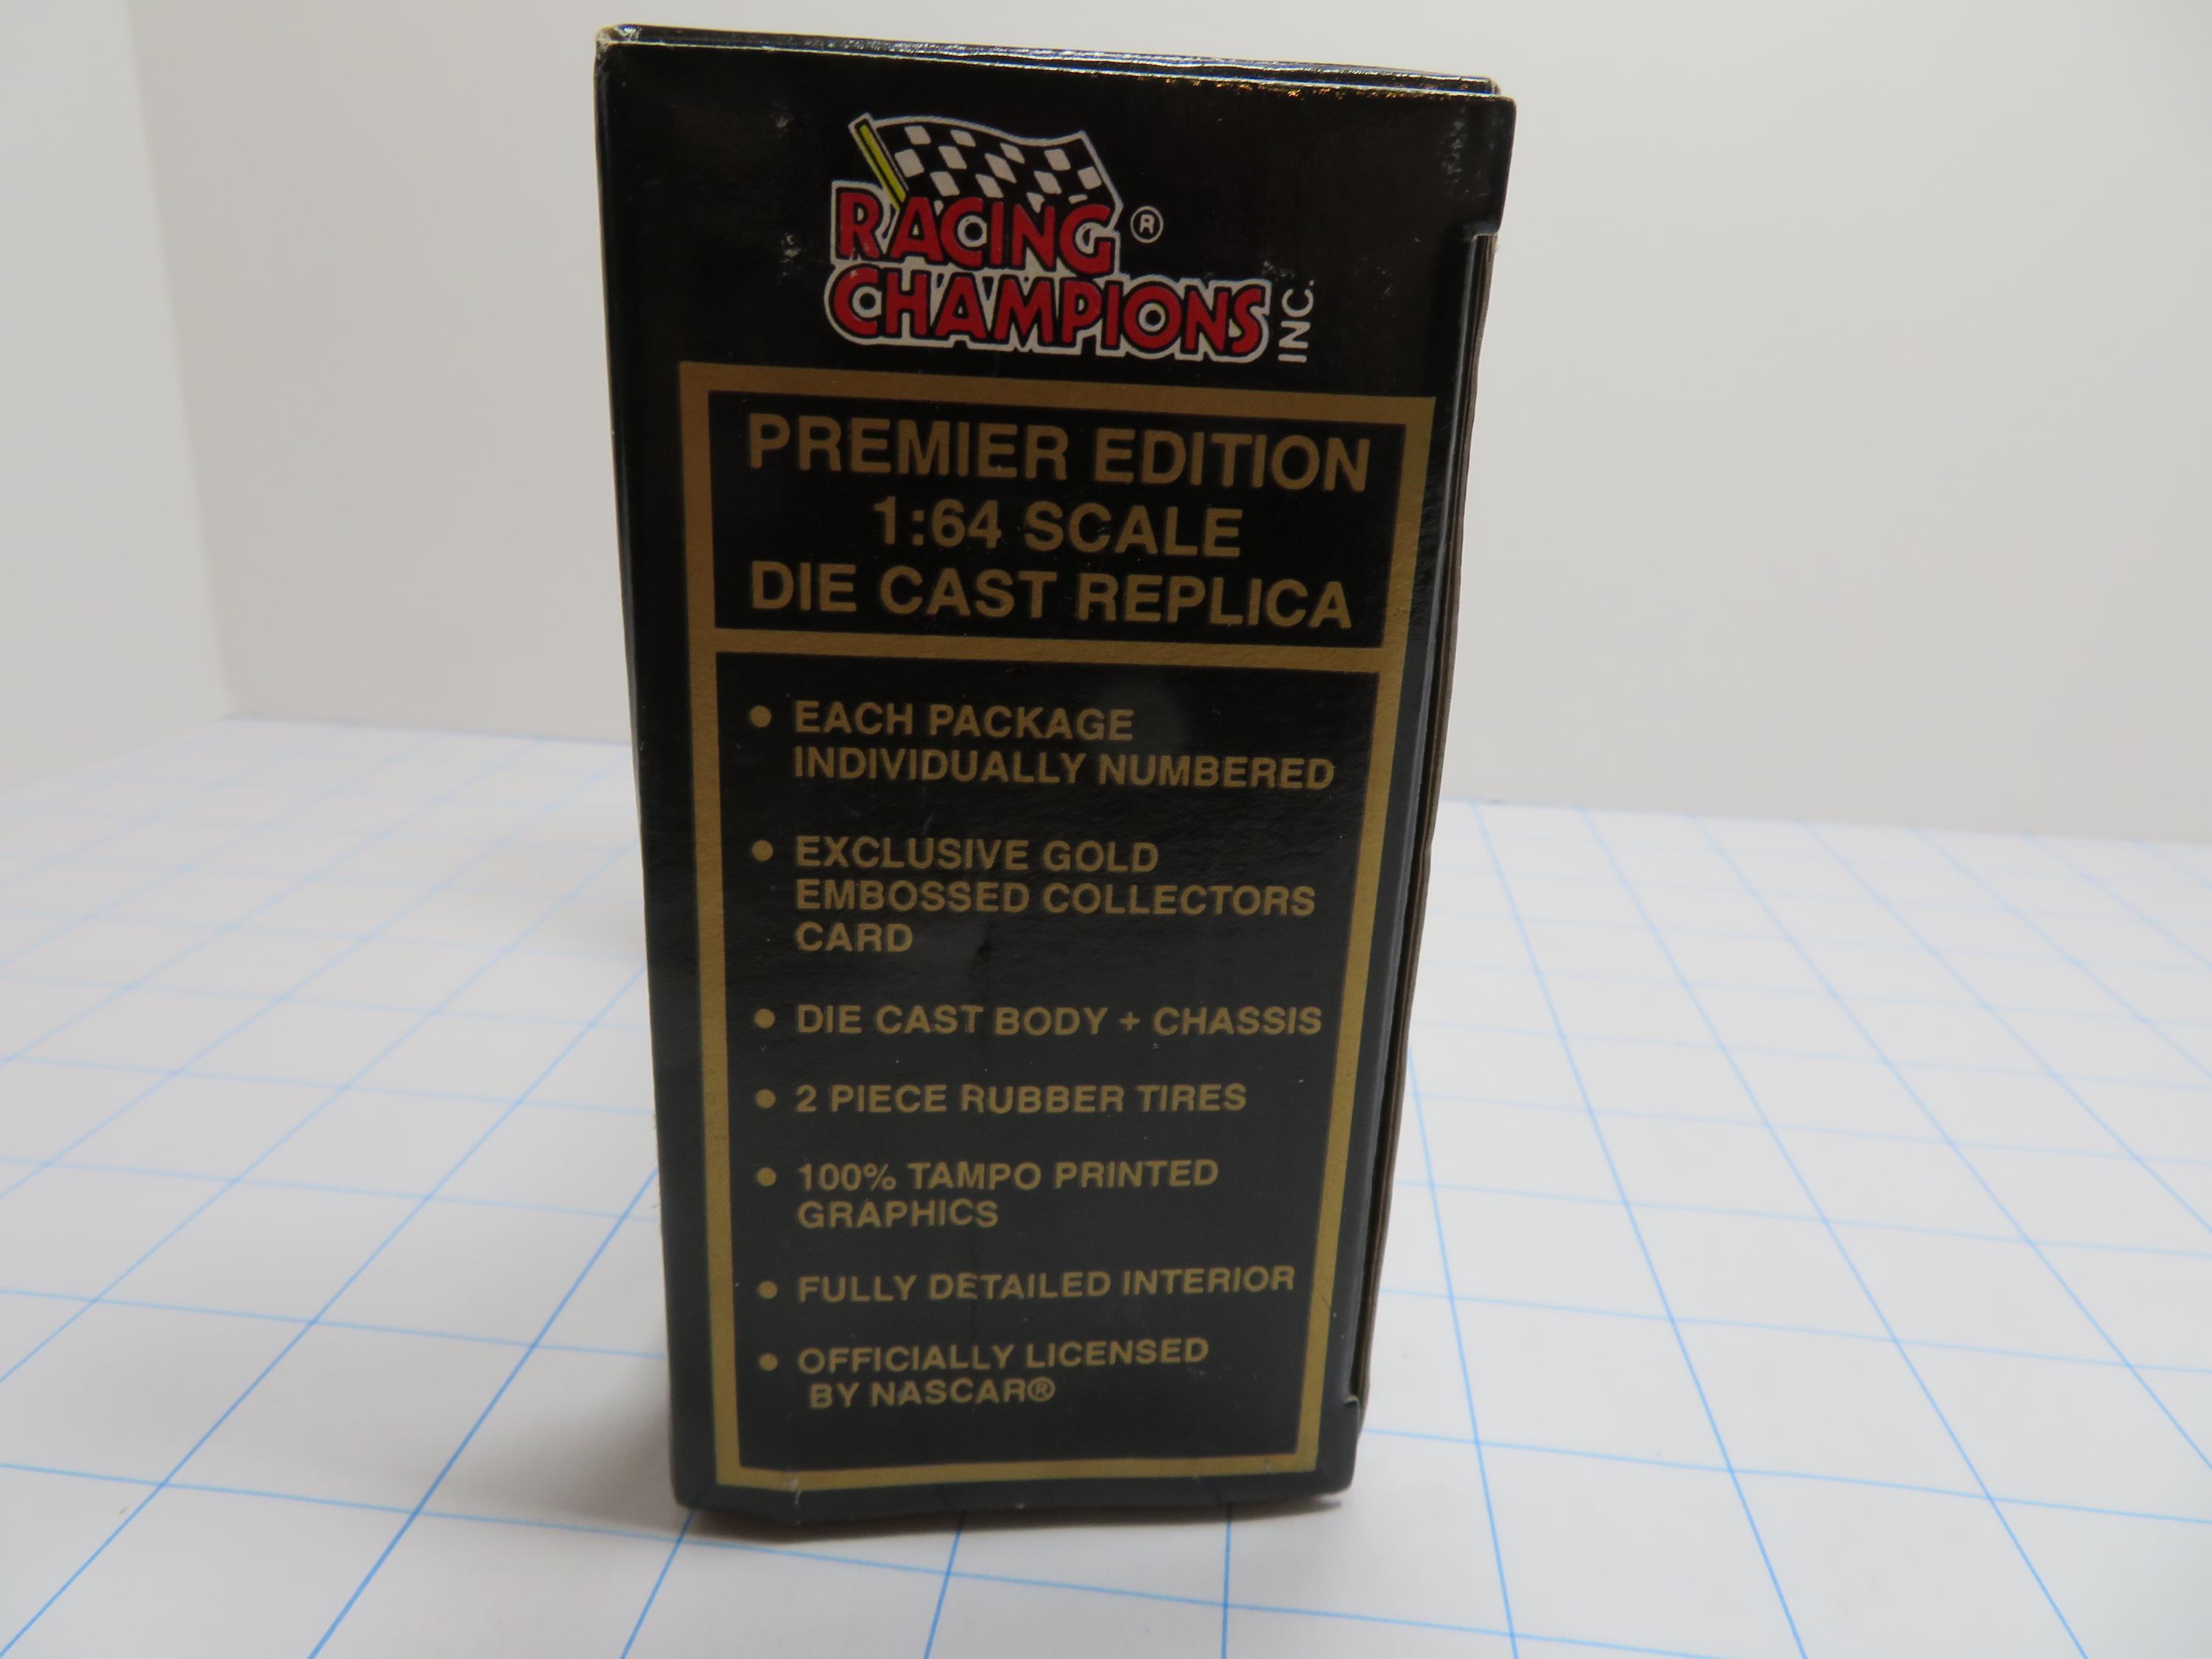 RACING ®
CHAMPIONS INC.
PREMIER EDITION
1:64 SCALE
DIE CAST REPLICA
• EACH PACKAGE
INDIVIDUALLY NUMBERED
• EXCLUSIVE GOLD
EMBOSSED COLLECTORS
CARD
• DIE CAST BODY + CHASSIS
• 2 PIECE RUBBER TIRES
• 100% TAMPO PRINTED
GRAPHICS
• FULLY DETAILED INTERIOR
• OFFICIALLY LICENSED
BY NASCAR®